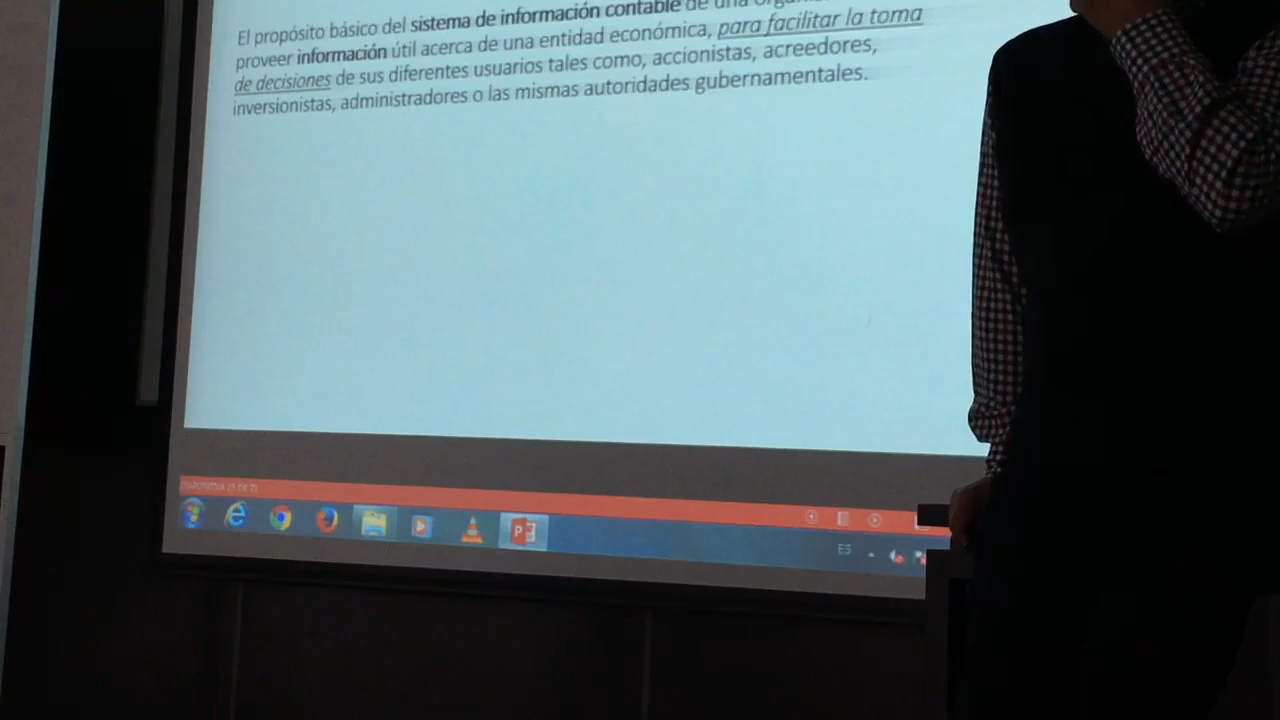 El propósito básico del sistema de información contable de una
proveer información útil acerca de una entidad económica, para facilitar la toma
de decisiones de sus diferentes usuarios tales como, accionistas, acreedores,
inversionistas, administradores o las mismas autoridades gubernamentales.
ES